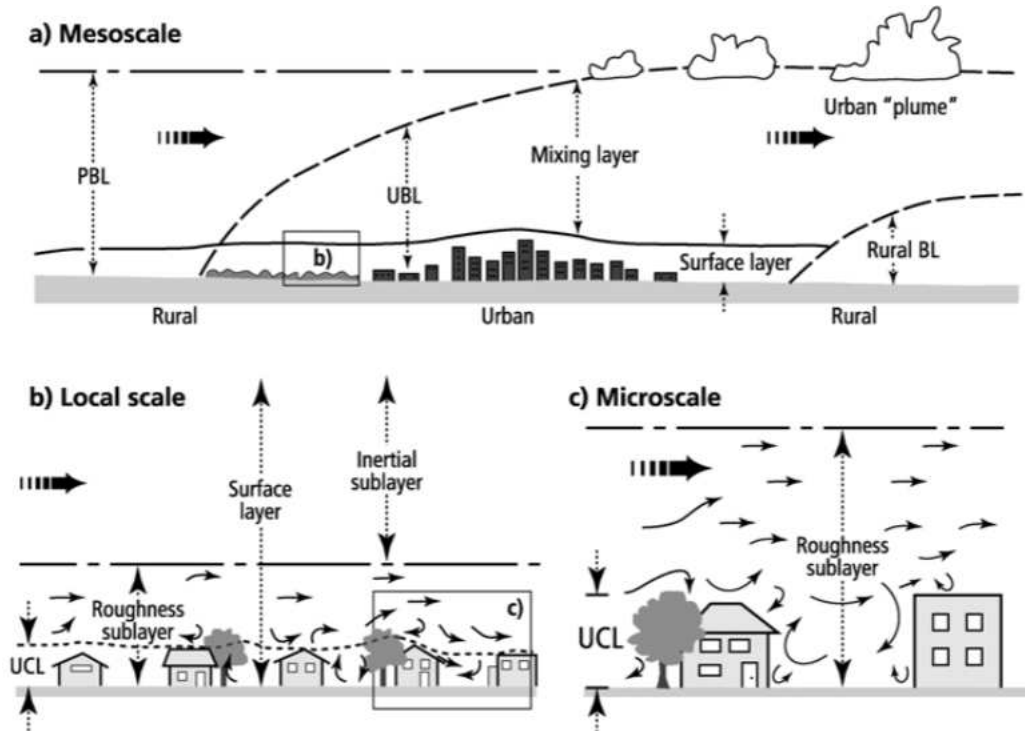 a) Mesoscale
Urban "plume"
Mixing layer
PBL
UBL
b)
Surface layer
Rural BL
Rural
Urban
Rural
b) Local scale
Inertial
sublayer
Surface
layer
Roughness
sublayer
c)
UCL
c) Microscale
Roughness
sublayer
UCL